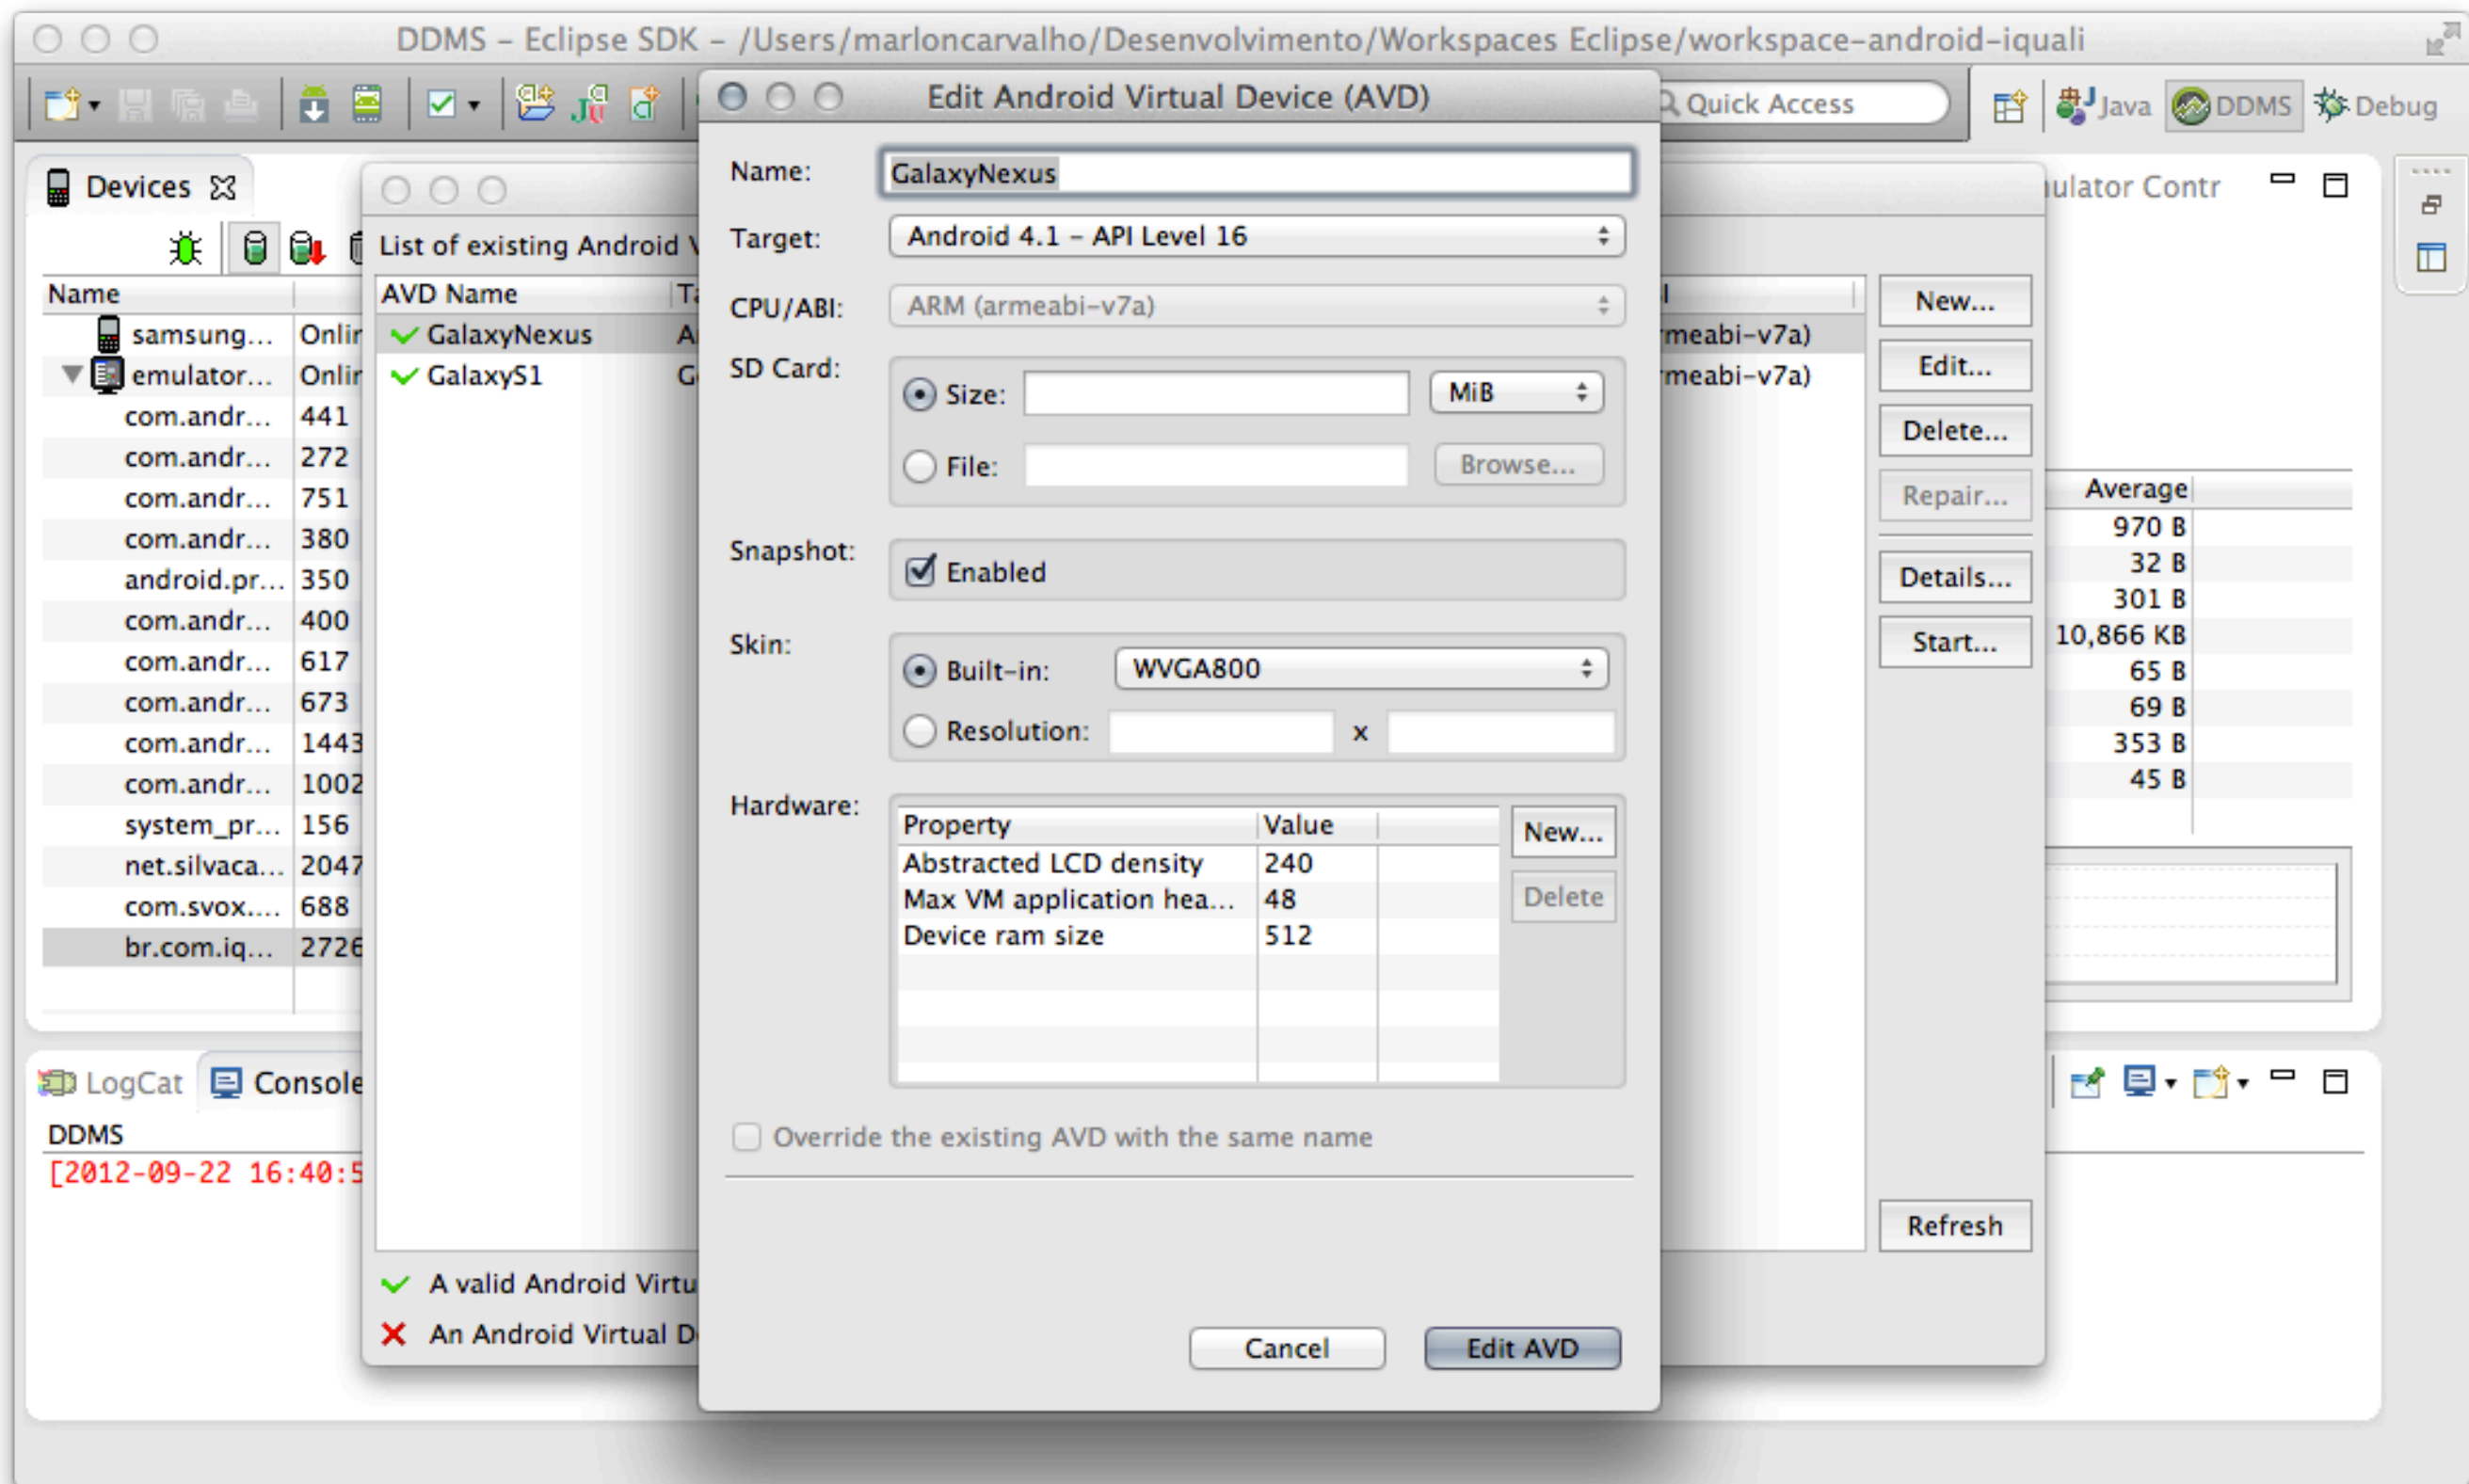 DDMS – Eclipse SDK – /Users/marloncarvalho/Desenvolvimento/Workspaces Eclipse/workspace-android-iquali
Quick Access
Java
DDMS
Debug
Devices
Name
samsung...
emulator...
com.andr... 441
com.andr... 272
com.andr... 751
com.andr... 380
android.pr... 350
com.andr... 400
com.andr... 617
com.andr... 673
com.andr... 1443
com.andr... 1002
system_pr... 156
net.silvaca... 2047
com.svox.... 688
br.com.iq... 2726
LogCat
Console
DDMS
[2012-09-22 16:40:5
List of existing Android
AVD Name
GalaxyNexus
GalaxyS1
A valid Android Virtu
An Android Virtual D
Edit Android Virtual Device (AVD)
Name: GalaxyNexus
Target: Android 4.1 – API Level 16
CPU/ABI: ARM (armeabi-v7a)
SD Card:
Size: MiB
File: Browse...
Snapshot: Enabled
Skin:
Built-in: WVGA800
Resolution: x
Hardware:
Property Value
Abstracted LCD density 240
Max VM application hea... 48
Device ram size 512
New...
Delete
Override the existing AVD with the same name
Cancel
Edit AVD
rmeabi-v7a)
rmeabi-v7a)
New...
Edit...
Delete...
Repair...
Details...
Start...
Refresh
ulator Contr
Average
970 B
32 B
301 B
10,866 KB
65 B
69 B
353 B
45 B